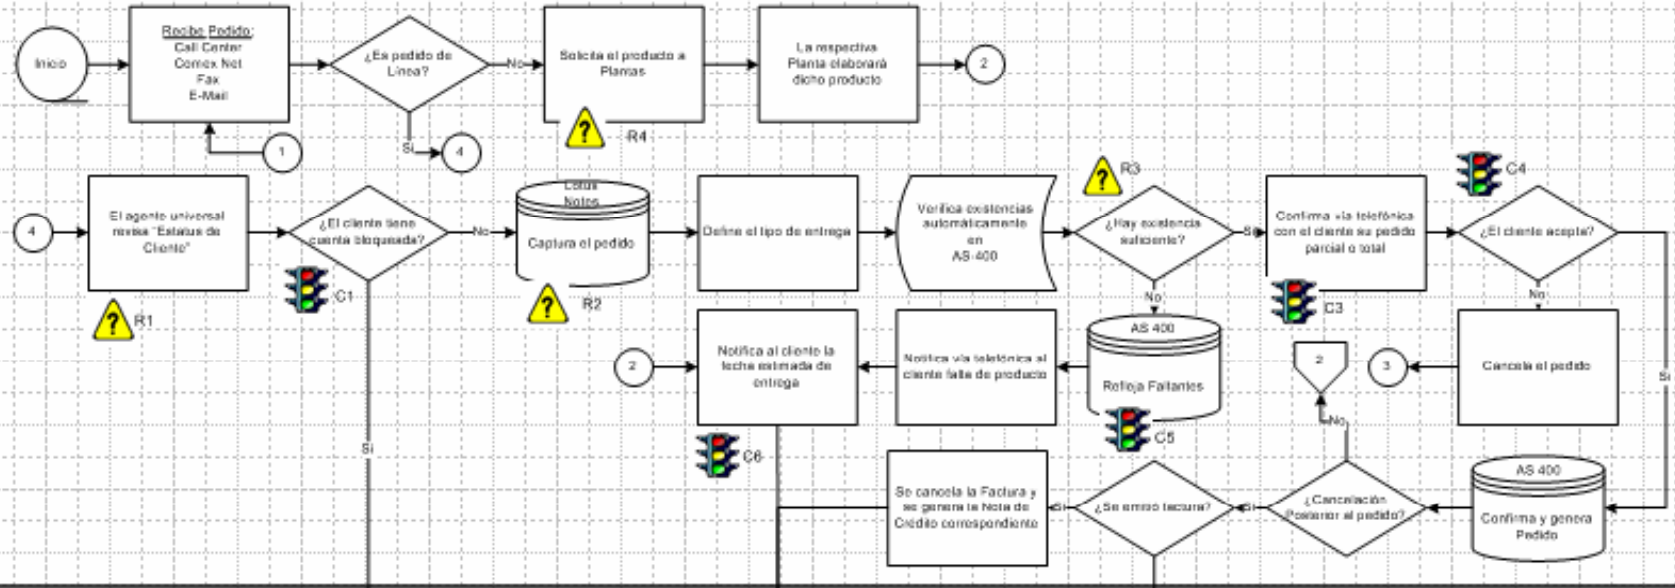 Inicio
Recibe Pedido:
Call Center
Comex Net
Fax
E-Mail
¿Es pedido de
Línea?
No
Solicita el producto a
Plantas
La respectiva
Planta elaborará
dicho producto
2
R4
1
Si
4
4
El agente universal
revisa "Estatus de
Cliente"
¿El cliente tiene
cuenta bloqueada?
No
Lotus
Notes
Captura el pedido
Define el tipo de entrega
Verifica existencias
automáticamente
en
AS-400
R3
¿Hay existencia
suficiente?
Si
Confirma vía telefónica
con el cliente su pedido
parcial o total
C4
¿El cliente acepta?
R1
C1
R2
No
C3
No
2
Notifica al cliente la
fecha estimada de
entrega
Notifica vía telefónica al
cliente falta de producto
AS 400
Refleja Faltantes
2
3
Cancela el pedido
Si
C5
No
Si
C6
Se cancela la Factura y
se genera la Nota de
Crédito correspondiente
Si
¿Se emitió factura?
Si
¿Cancelación
Posterior al pedido?
AS 400
Confirma y genera
Pedido